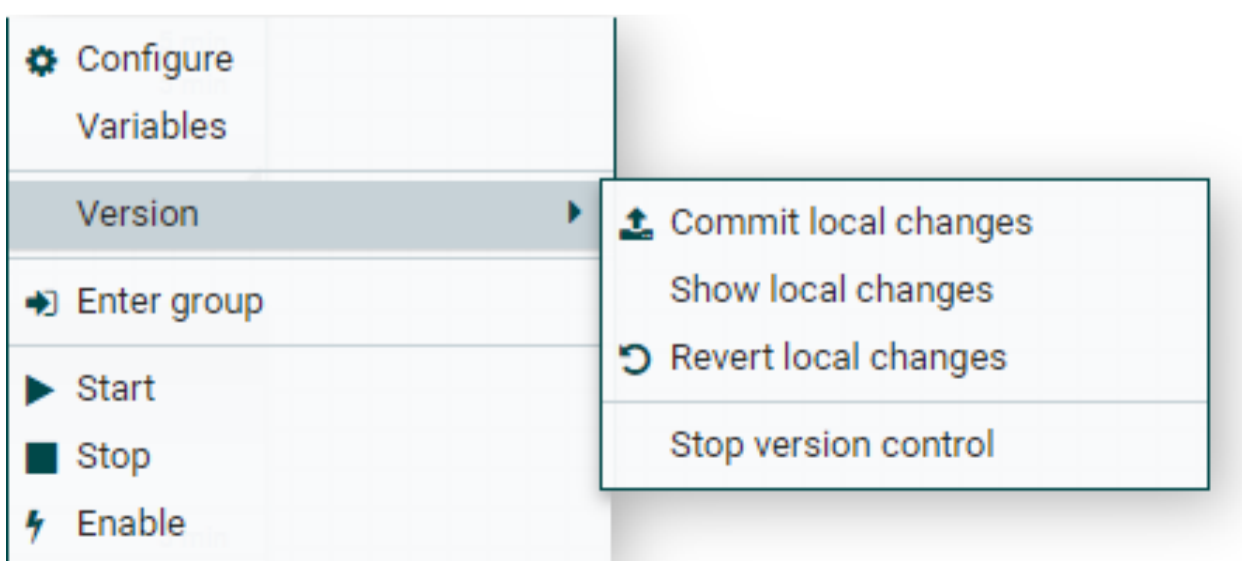 Configure
Variables
Version
Enter group
Start
Stop
Enable
Commit local changes
Show local changes
Revert local changes
Stop version control